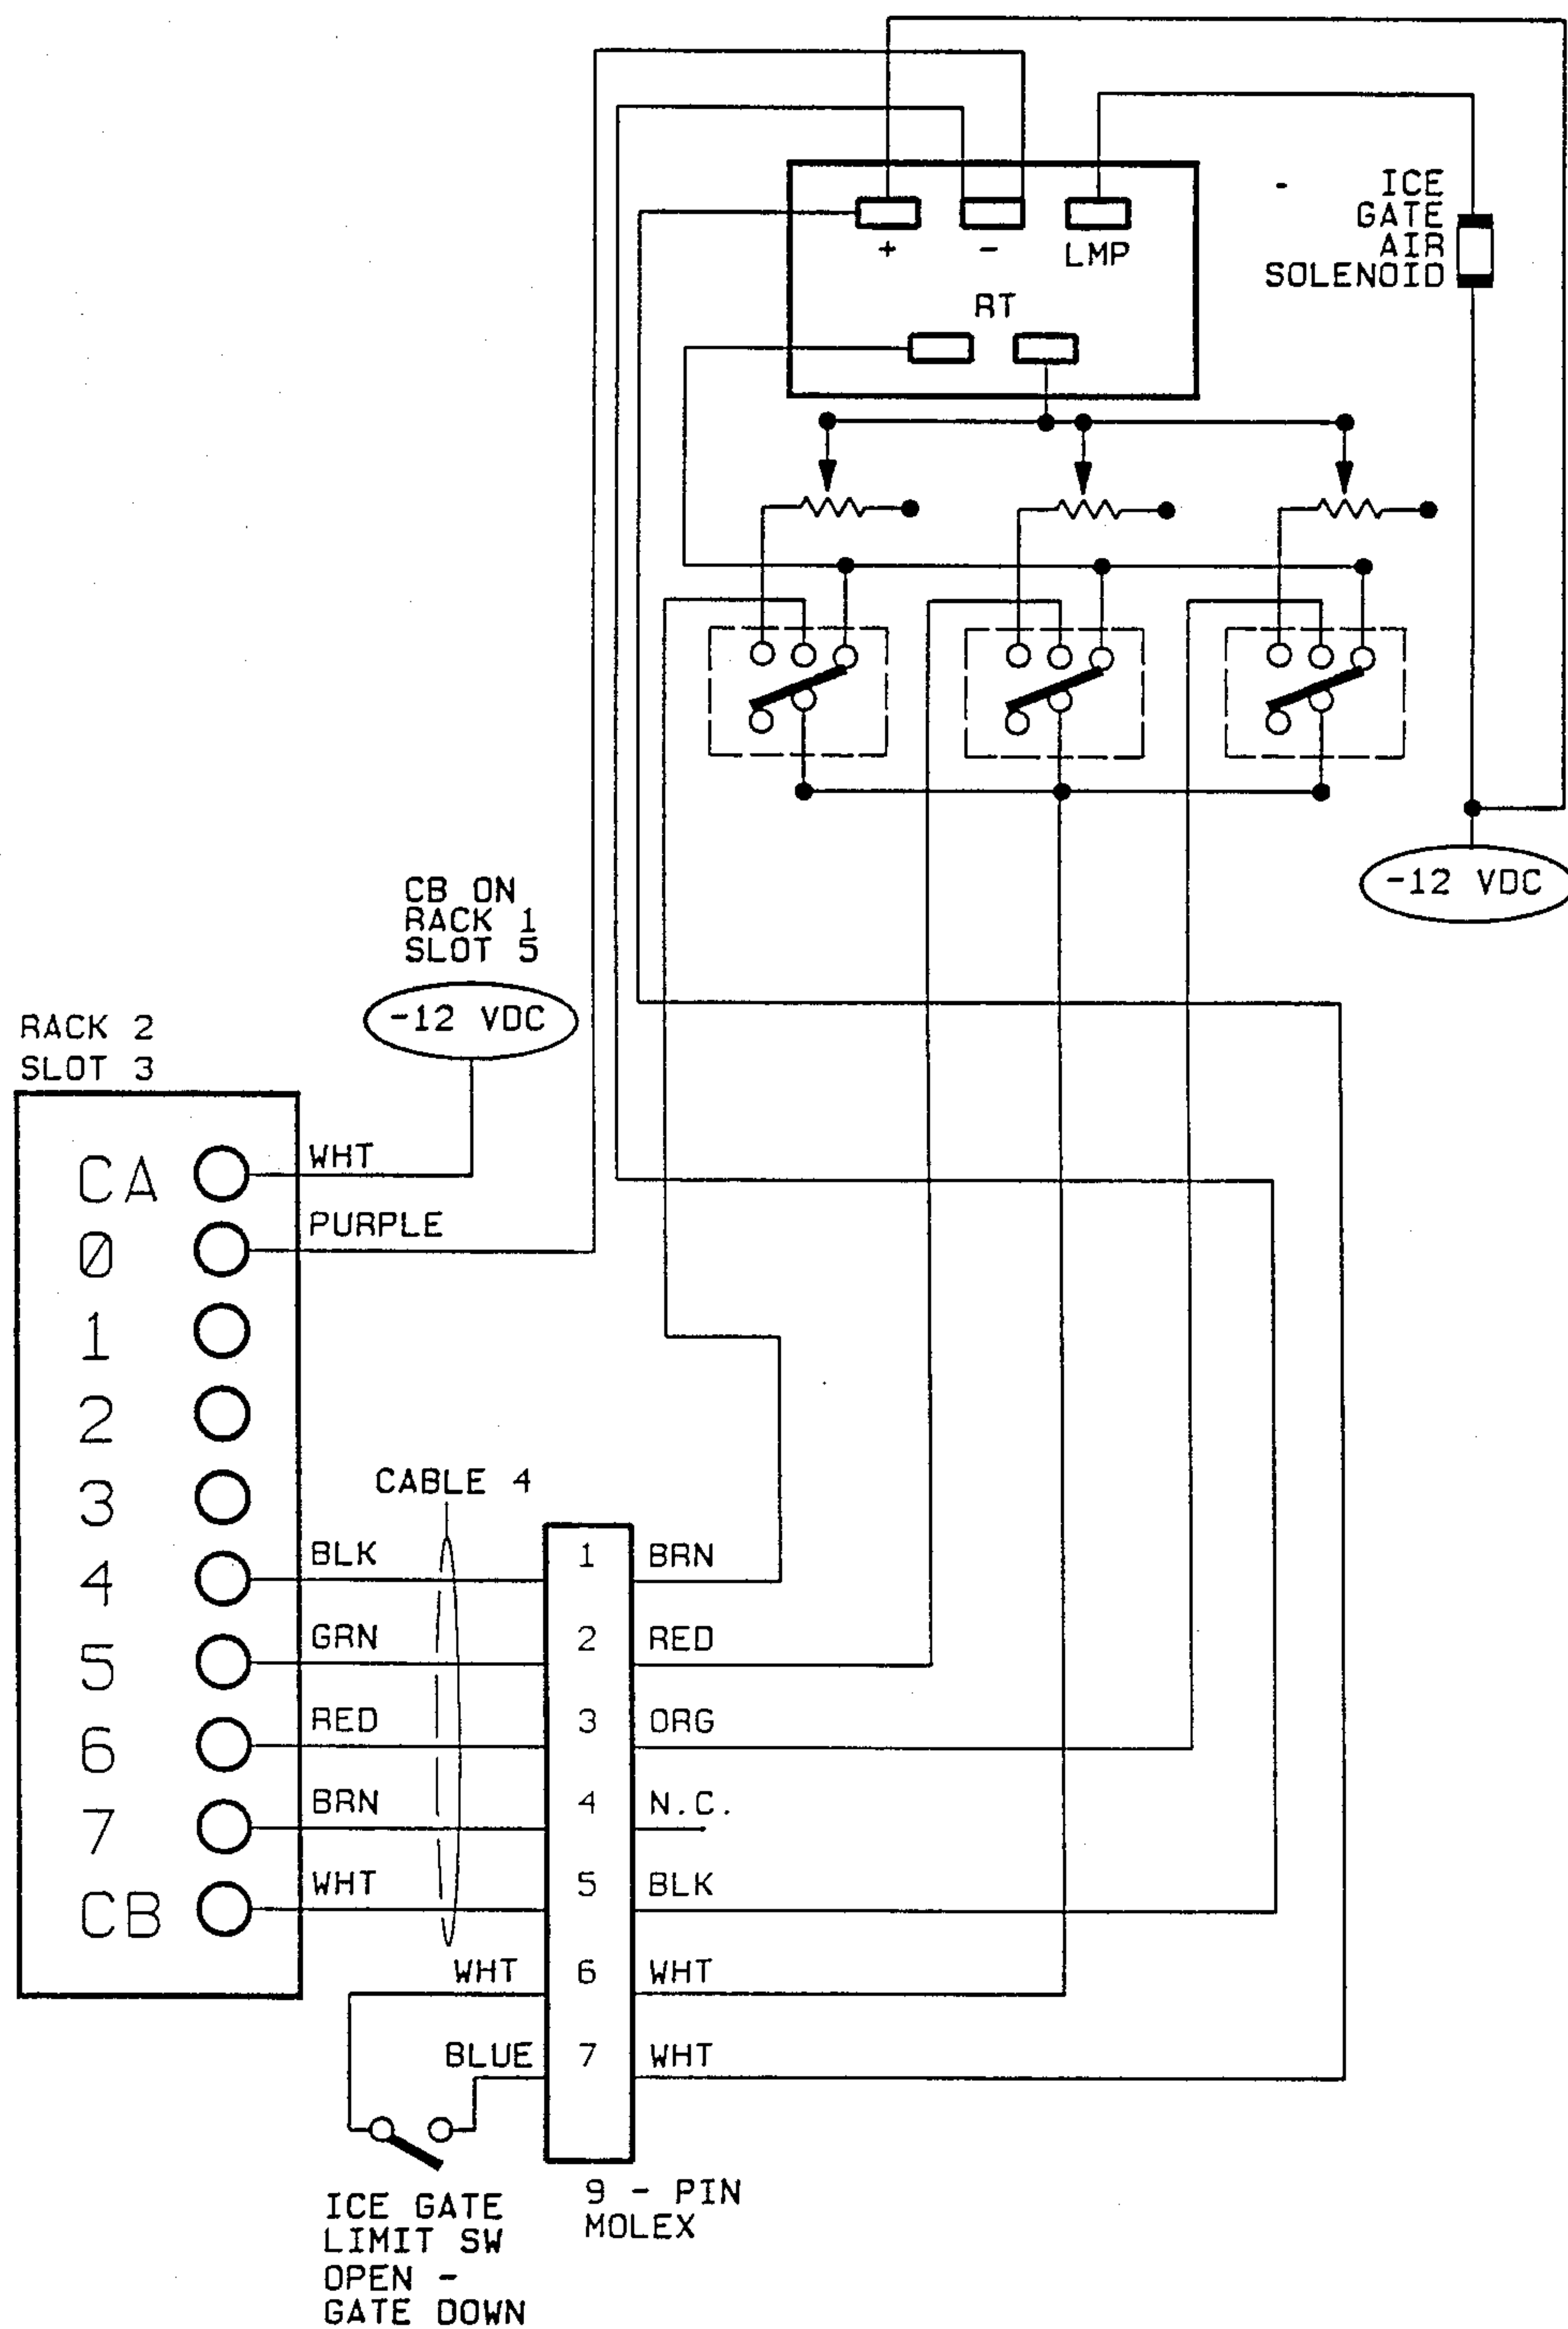 +
-
LMP
RT
ICE
GATE
AIR
SOLENOID
-12 VDC
CB ON
RACK 1
SLOT 5
-12 VDC
RACK 2
SLOT 3
CA
WHT
0
PURPLE
1
2
3
4
BLK
5
GRN
6
RED
7
BRN
CB
WHT
CABLE 4
1
BRN
2
RED
3
ORG
4
N.C.
5
BLK
WHT
6
WHT
BLUE
7
WHT
ICE GATE
LIMIT SW
OPEN -
GATE DOWN
9 - PIN
MOLEX